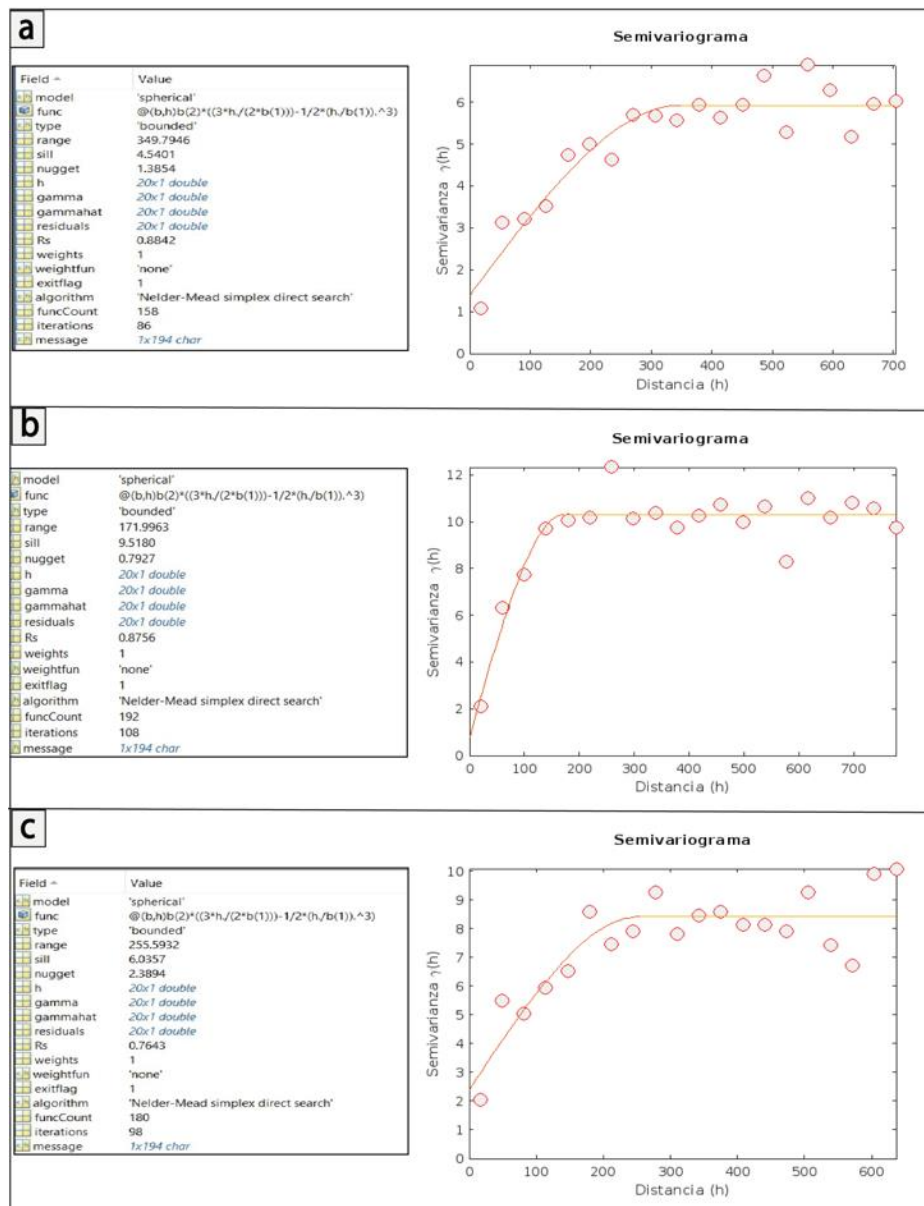 a
Field Value
model 'spherical'
func @(b,h)b(2)*((3*h./(2*b(1)))-1/2*(h./b(1)).^3)
type 'bounded'
range 349.7946
sill 4.5401
nugget 1.3854
h 20x1 double
gamma 20x1 double
gammahat 20x1 double
residuals 20x1 double
Rs 0.8842
weights 1
weightfun 'none'
exitflag 1
algorithm 'Nelder-Mead simplex direct search'
funcCount 158
iterations 86
message 1x194 char
Semivariograma
Semivarianza γ(h)
6
5
4
3
2
1
0
0 100 200 300 400 500 600 700
Distancia (h)
b
model 'spherical'
func @(b,h)b(2)*((3*h./(2*b(1)))-1/2*(h./b(1)).^3)
type 'bounded'
range 171.9963
sill 9.5180
nugget 0.7927
h 20x1 double
gamma 20x1 double
gammahat 20x1 double
residuals 20x1 double
Rs 0.8756
weights 1
weightfun 'none'
exitflag 1
algorithm 'Nelder-Mead simplex direct search'
funcCount 192
iterations 108
message 1x194 char
Semivariograma
Semivarianza γ(h)
12
10
8
6
4
2
0
0 100 200 300 400 500 600 700
Distancia (h)
c
Field Value
model 'spherical'
func @(b,h)b(2)*((3*h./(2*b(1)))-1/2*(h./b(1)).^3)
type 'bounded'
range 255.5932
sill 6.0357
nugget 2.3894
h 20x1 double
gamma 20x1 double
gammahat 20x1 double
residuals 20x1 double
Rs 0.7643
weights 1
weightfun 'none'
exitflag 1
algorithm 'Nelder-Mead simplex direct search'
funcCount 180
iterations 98
message 1x194 char
Semivariograma
Semivarianza γ(h)
10
9
8
7
6
5
4
3
2
1
0
0 100 200 300 400 500 600
Distancia (h)